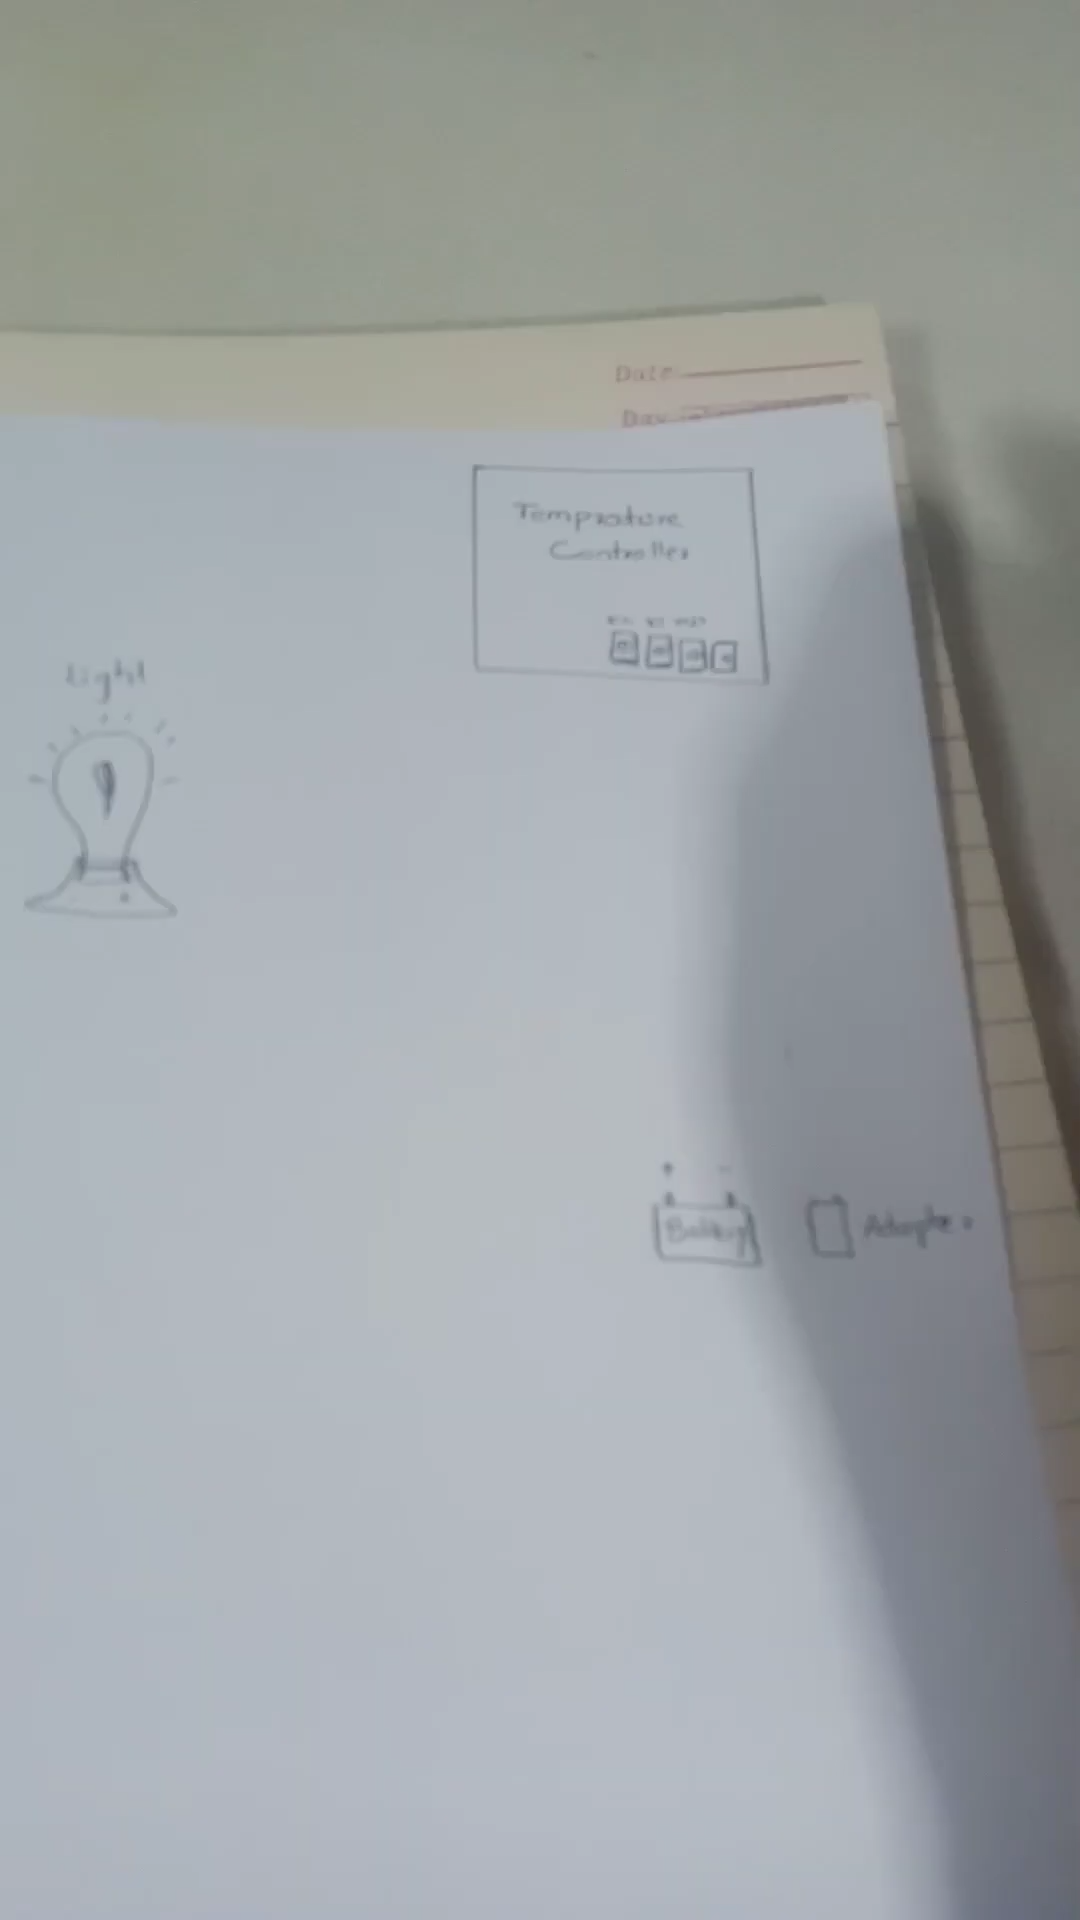 Date
Day
Temprature
Controller
Light
+ -
Battery
Adapter